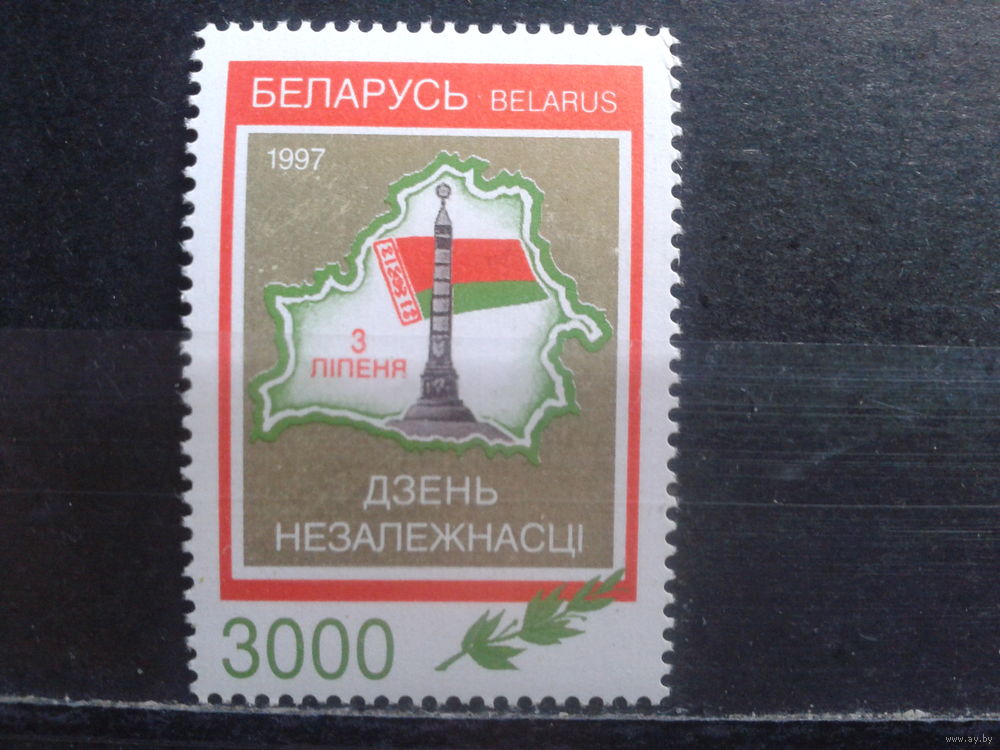 БЕЛАРУСЬ BELARUS
1997
3
ЛІПЕНЯ
ДЗЕНЬ
НЕЗАЛЕЖНАСЦІ
3000
www.ay.by